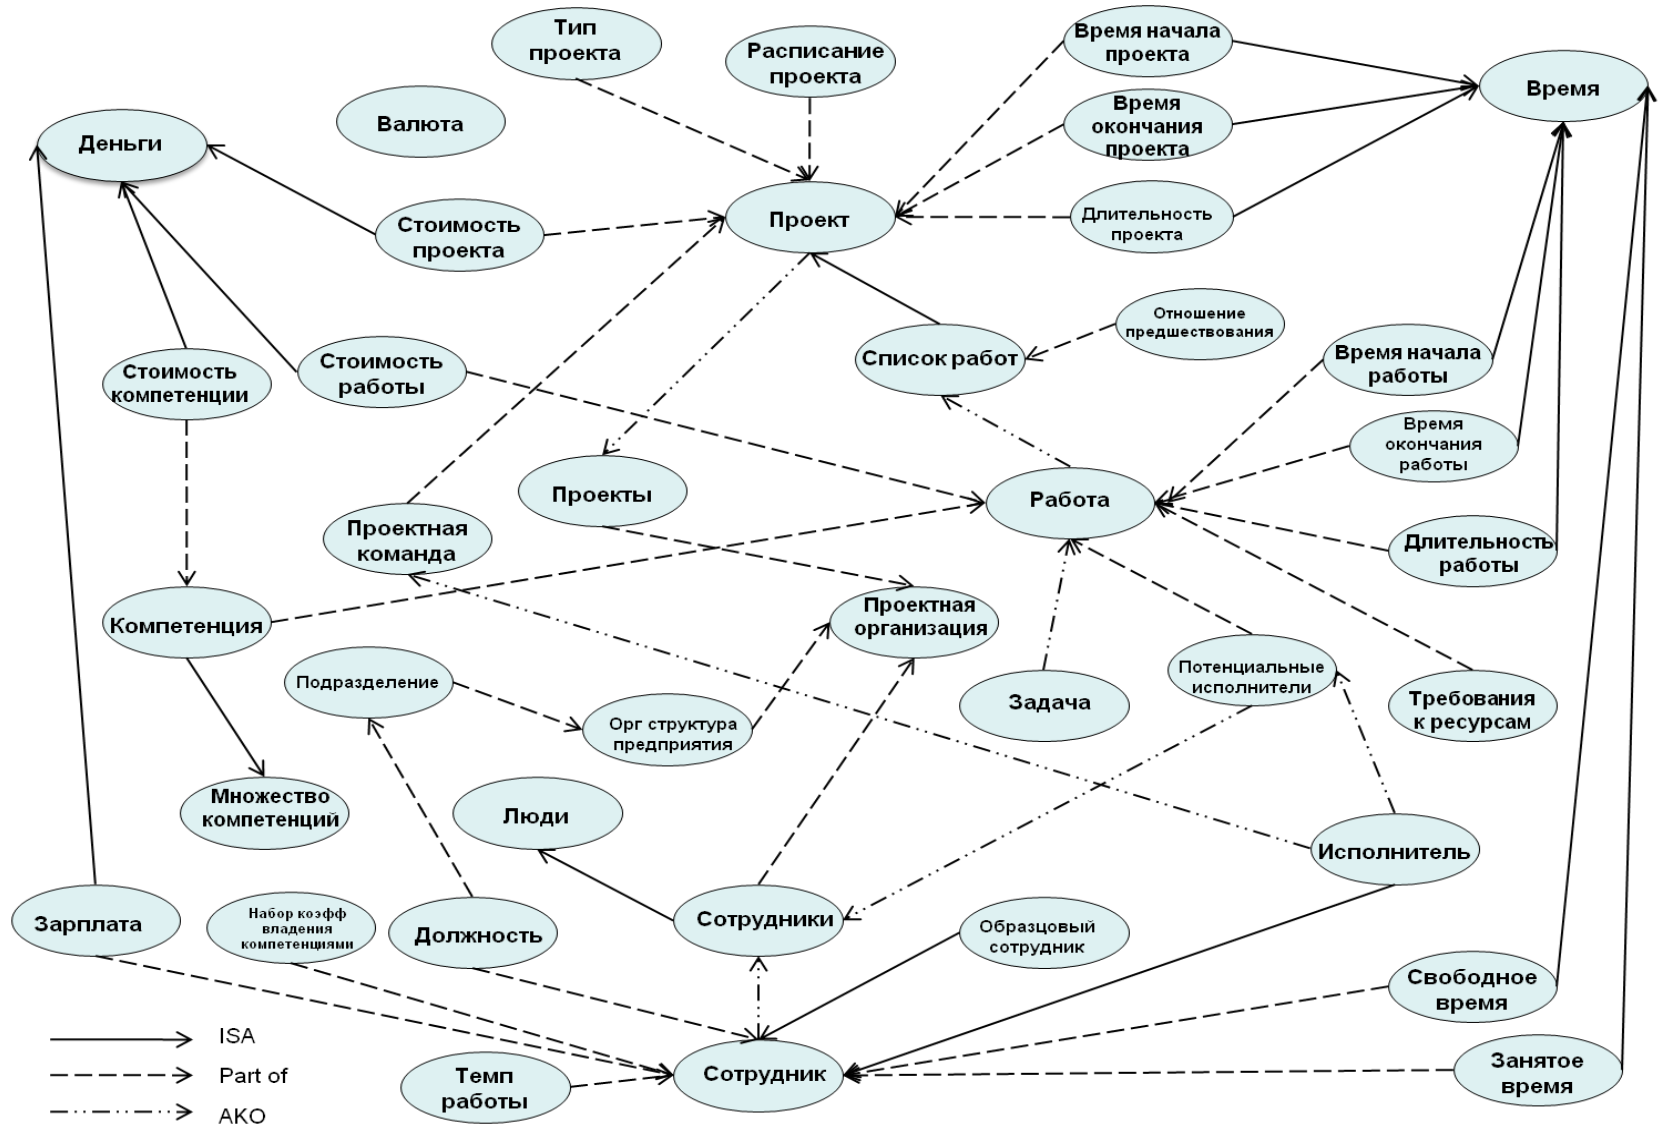 Тип
проекта
Расписание
проекта
Время начала
проекта
Время
Валюта
Время
окончания
проекта
Деньги
Стоимость
проекта
Проект
Длительность
проекта
Отношение
предшествования
Стоимость
компетенции
Стоимость
работы
Список работ
Время начала
работы
Время
окончания
работы
Проектная
команда
Проекты
Работа
Длительность
работы
Компетенция
Проектная
организация
Подразделение
Орг структура
предприятия
Задача
Потенциальные
исполнители
Требования
к ресурсам
Множество
компетенций
Люди
Исполнитель
Зарплата
Набор коэфф
владения
компетенциями
Должность
Сотрудники
Образцовый
сотрудник
Свободное
время
ISA
Part of
AKO
Темп
работы
Сотрудник
Занятое
время